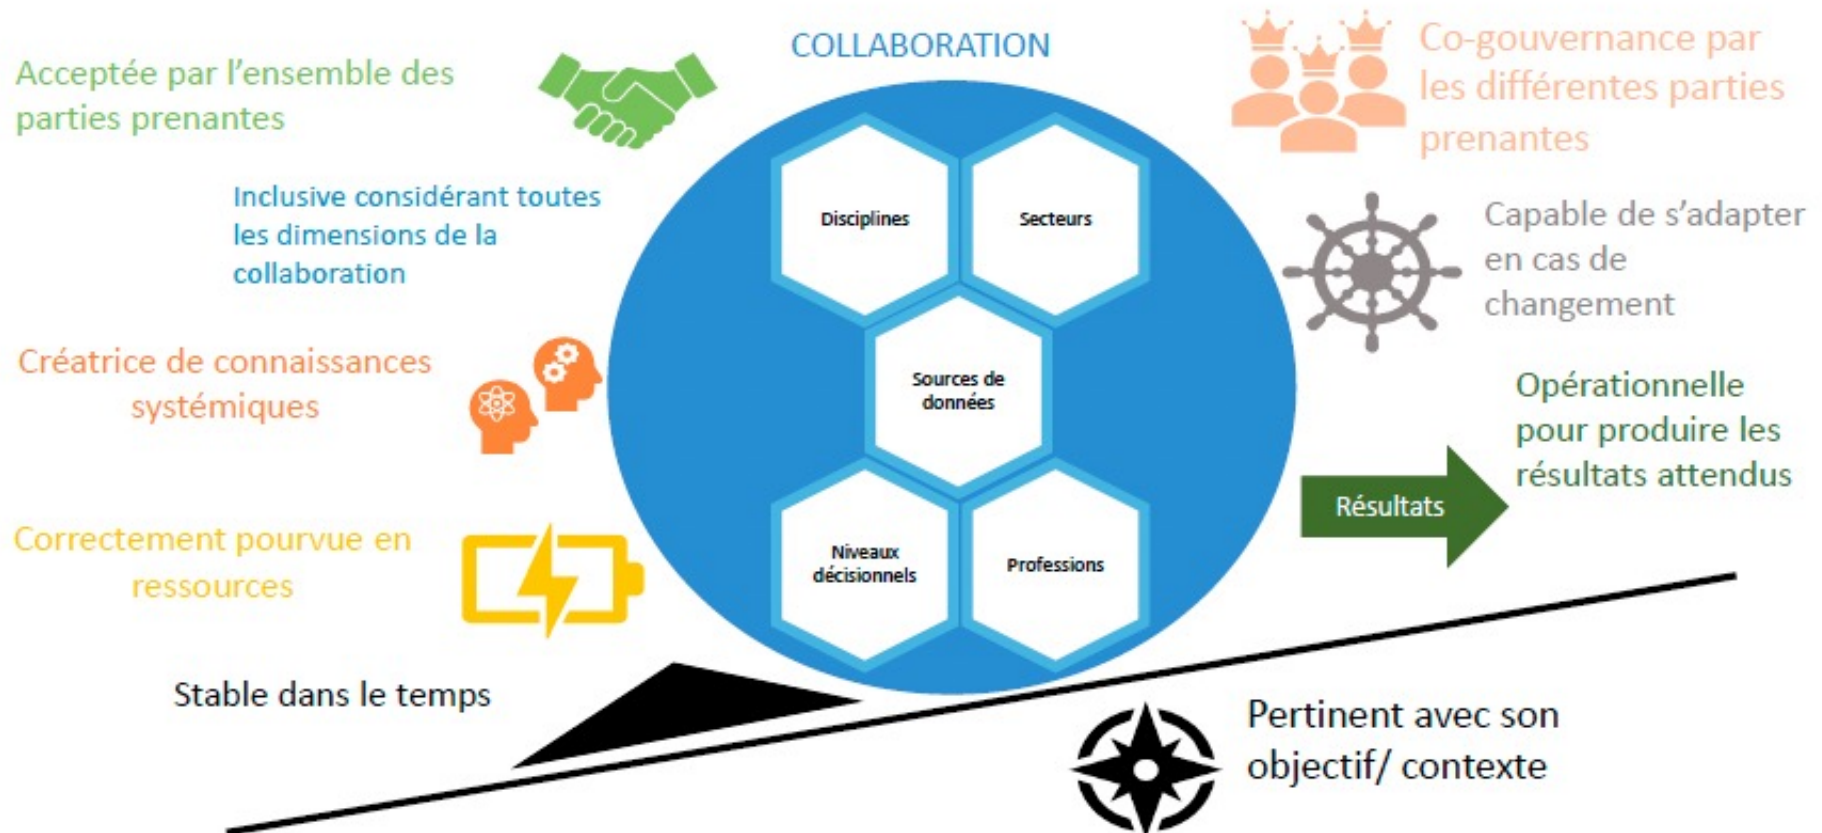 COLLABORATION
Acceptée par l'ensemble des
parties prenantes
Inclusive considérant toutes
les dimensions de la
collaboration
Créatrice de connaissances
systémiques
Correctement pourvue en
ressources
Stable dans le temps
Disciplines
Secteurs
Sources de
données
Niveaux
décisionnels
Professions
Co-gouvernance par
les différentes parties
prenantes
Capable de s'adapter
en cas de
changement
Opérationnelle
pour produire les
résultats attendus
Résultats
Pertinent avec son
objectif/ contexte